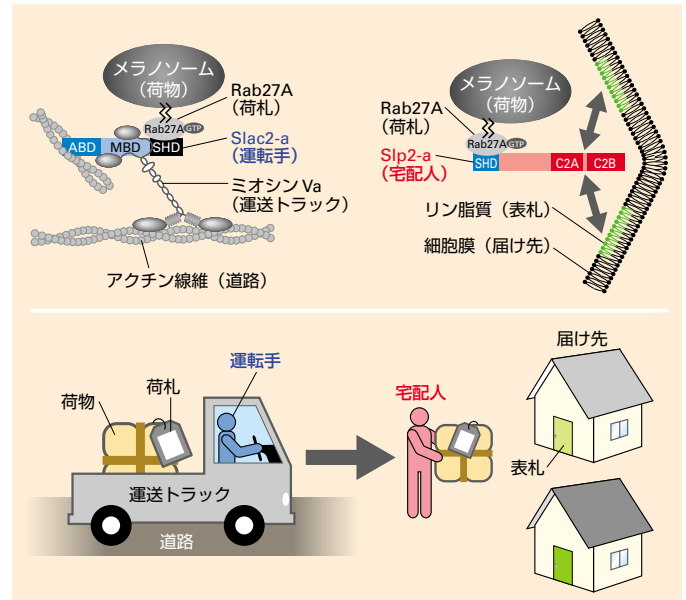 メラノソーム
（荷物）
Rab27A
（荷札）
Rab27A GTP
Slac2-a
（運転手）
ABD MBD SHD
ミオシン Va
（運送トラック）
アクチン線維（道路）
メラノソーム
（荷物）
Rab27A
（荷札）
Rab27A GTP
Slp2-a
（宅配人）
SHD C2A C2B
リン脂質（表札）
細胞膜（届け先）
運転手
荷札
荷物
運送トラック
道路
宅配人
届け先
表札